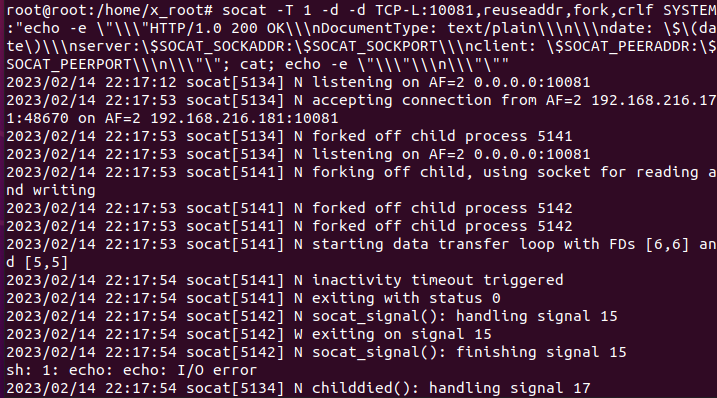 root@root:/home/x_root# socat -T 1 -d -d TCP-L:10081,reuseaddr,fork,crlf SYSTEM
:"echo -e \"\\\"HTTP/1.0 200 OK\\\nDocumentType: text/plain\\\n\\\ndate: \$\(da
te\)\\\nserver:\$SOCAT_SOCKADDR:\$SOCAT_SOCKPORT\\\nclient: \$SOCAT_PEERADDR:\$
SOCAT_PEERPORT\\\n\\\"\"; cat; echo -e \"\\\"\\\n\\\"\""
2023/02/14 22:17:12 socat[5134] N listening on AF=2 0.0.0.0:10081
2023/02/14 22:17:53 socat[5134] N accepting connection from AF=2 192.168.216.17
1:48670 on AF=2 192.168.216.181:10081
2023/02/14 22:17:53 socat[5134] N forked off child process 5141
2023/02/14 22:17:53 socat[5134] N listening on AF=2 0.0.0.0:10081
2023/02/14 22:17:53 socat[5141] N forking off child, using socket for reading a
nd writing
2023/02/14 22:17:53 socat[5141] N forked off child process 5142
2023/02/14 22:17:53 socat[5141] N forked off child process 5142
2023/02/14 22:17:53 socat[5141] N starting data transfer loop with FDs [6,6] an
d [5,5]
2023/02/14 22:17:54 socat[5141] N inactivity timeout triggered
2023/02/14 22:17:54 socat[5141] N exiting with status 0
2023/02/14 22:17:54 socat[5142] N socat_signal(): handling signal 15
2023/02/14 22:17:54 socat[5142] W exiting on signal 15
2023/02/14 22:17:54 socat[5142] N socat_signal(): finishing signal 15
sh: 1: echo: echo: I/O error
2023/02/14 22:17:54 socat[5134] N childdied(): handling signal 17